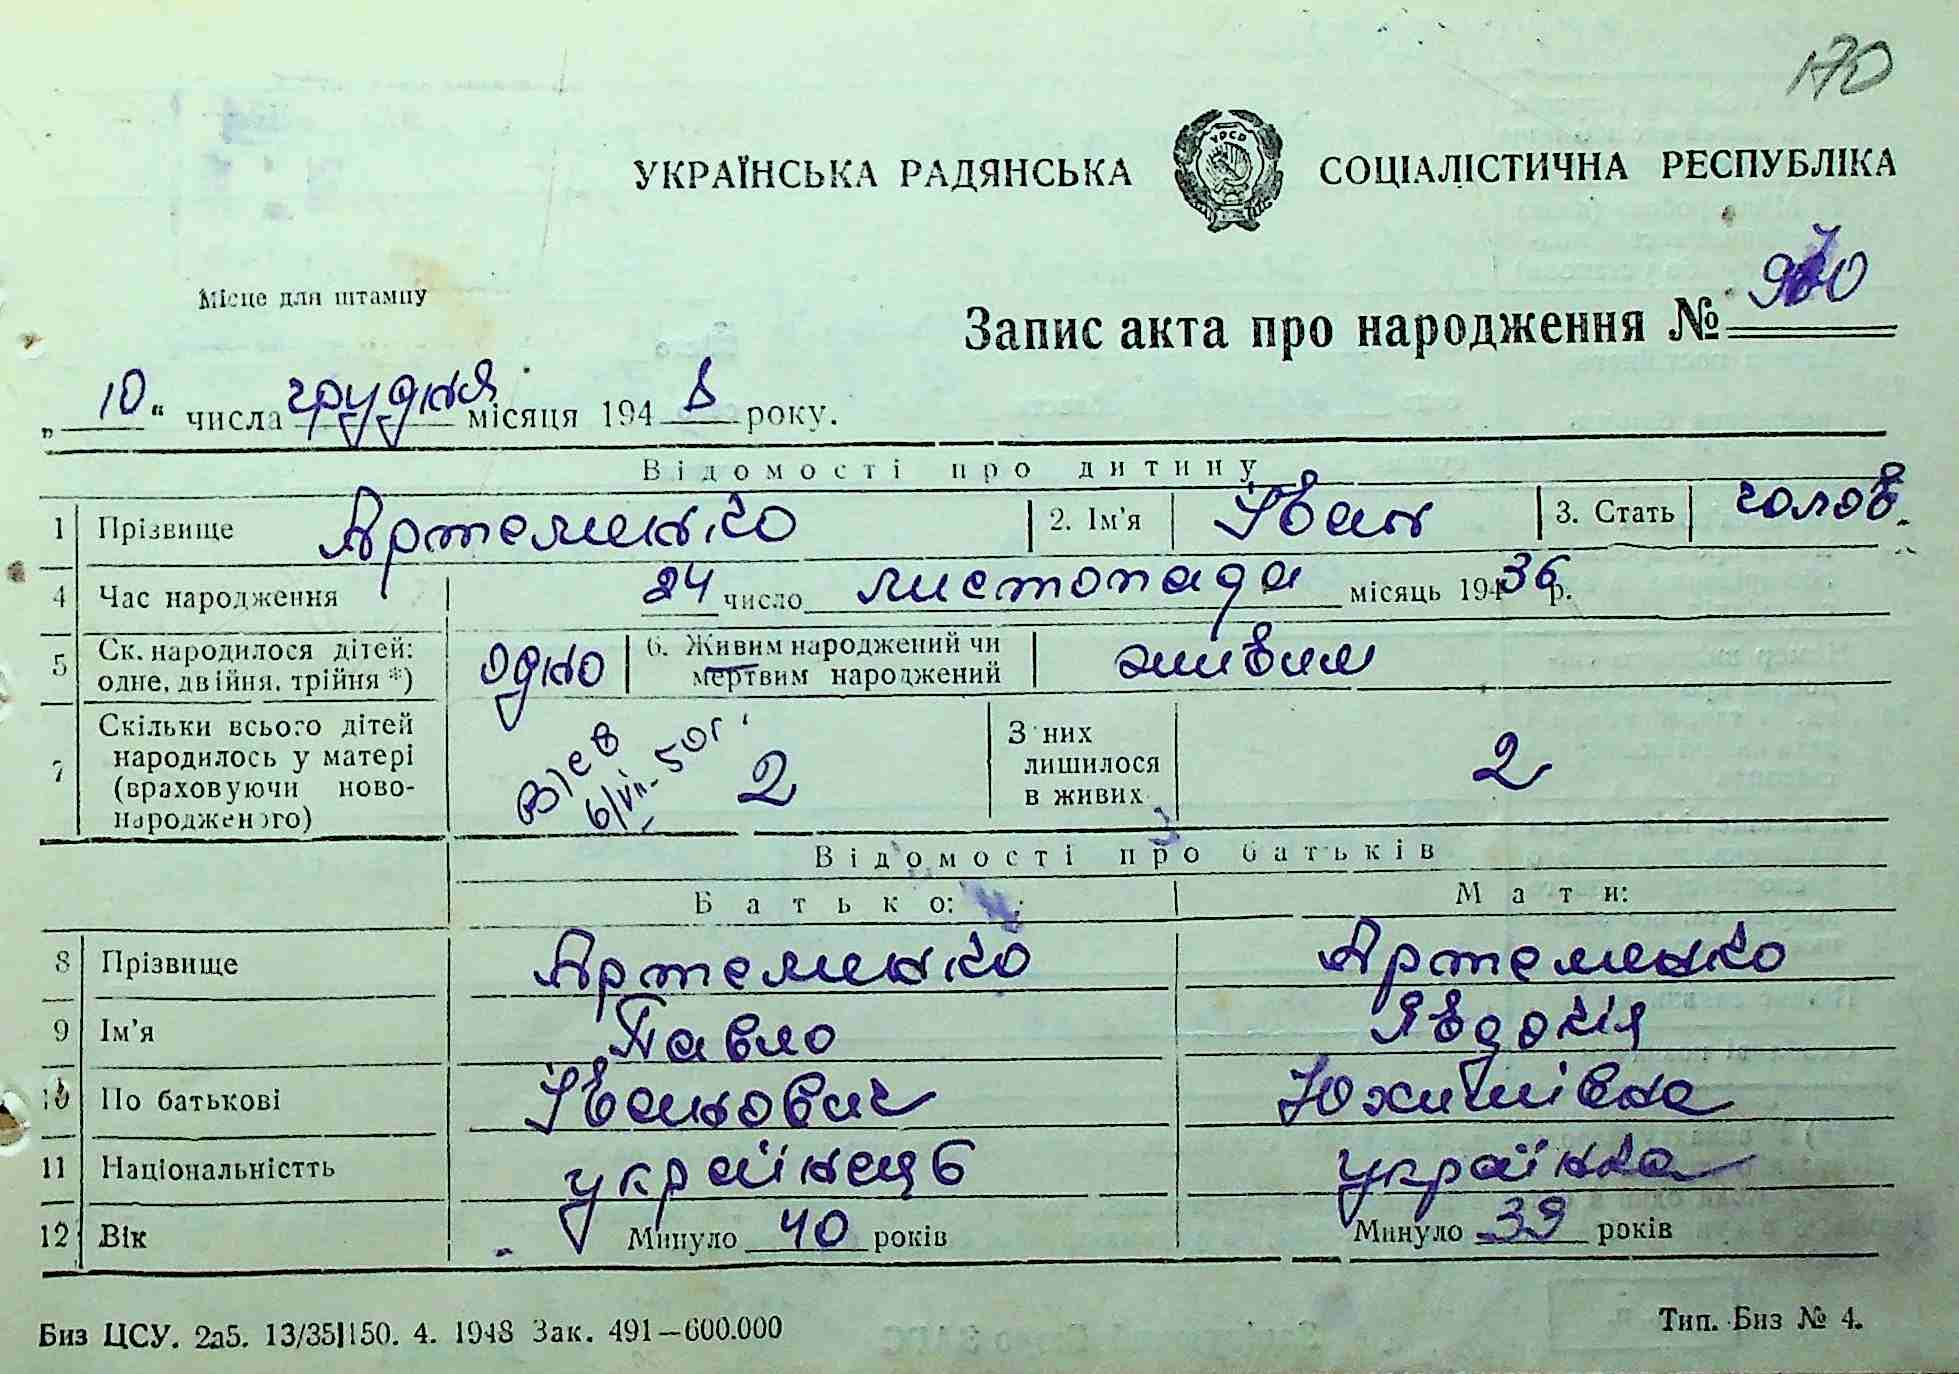 170
УКРАЇНСЬКА РАДЯНСЬКА СОЦІАЛІСТИЧНА РЕСПУБЛІКА
УРСР
Місце для штампу
Запис акта про народження № 970
„10“ числа грудня місяця 1948 року.
Відомості про дитину
1 Прізвище Артеменко 2. Ім'я Іван 3. Стать чолов.
4 Час народження 24 число листопада місяць 1936 р.
5 Ск. народилося дітей: одне, двійня, трійня *) одно 6. Живим народжений чи мертвим народжений живим
7 Скільки всього дітей народилось у матері (враховуючи новонародженого) 2 З них лишилося в живих 2
6/VII-50г.
Відомості про батьків
Батько: Мати:
8 Прізвище Артеменко Артеменко
9 Ім'я Павло Явдокія
10 По батькові Іванович Юхимівна
11 Національністть українець українка
12 Вік Минуло 40 років Минуло 39 років
Биз ЦСУ. 2а5. 13/35|150. 4. 1948 Зак. 491—600.000
Тип. Биз № 4.